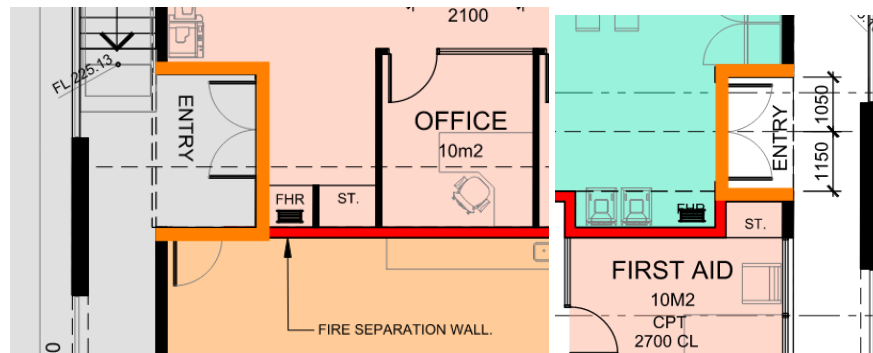 2100
FL 225.13
ENTRY
OFFICE
10m2
FHR
ST.
FIRE SEPARATION WALL.
0
1050
ENTRY
1150
FHR
ST.
FIRST AID
10M2
CPT
2700 CL